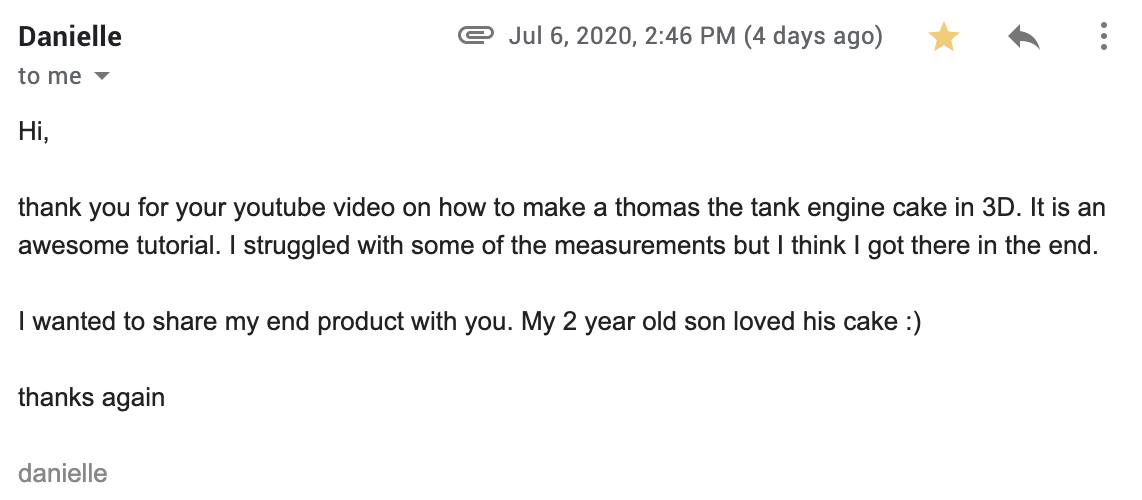 Danielle Jul 6, 2020, 2:46 PM (4 days ago)
to me
Hi,
thank you for your youtube video on how to make a thomas the tank engine cake in 3D. It is an
awesome tutorial. I struggled with some of the measurements but I think I got there in the end.
I wanted to share my end product with you. My 2 year old son loved his cake :)
thanks again
danielle